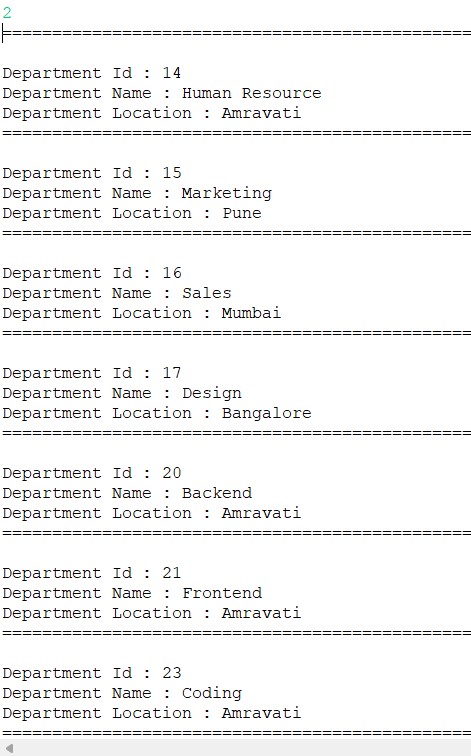 2
===============================================
Department Id : 14
Department Name : Human Resource
Department Location : Amravati
===============================================
Department Id : 15
Department Name : Marketing
Department Location : Pune
===============================================
Department Id : 16
Department Name : Sales
Department Location : Mumbai
===============================================
Department Id : 17
Department Name : Design
Department Location : Bangalore
===============================================
Department Id : 20
Department Name : Backend
Department Location : Amravati
===============================================
Department Id : 21
Department Name : Frontend
Department Location : Amravati
===============================================
Department Id : 23
Department Name : Coding
Department Location : Amravati
===============================================